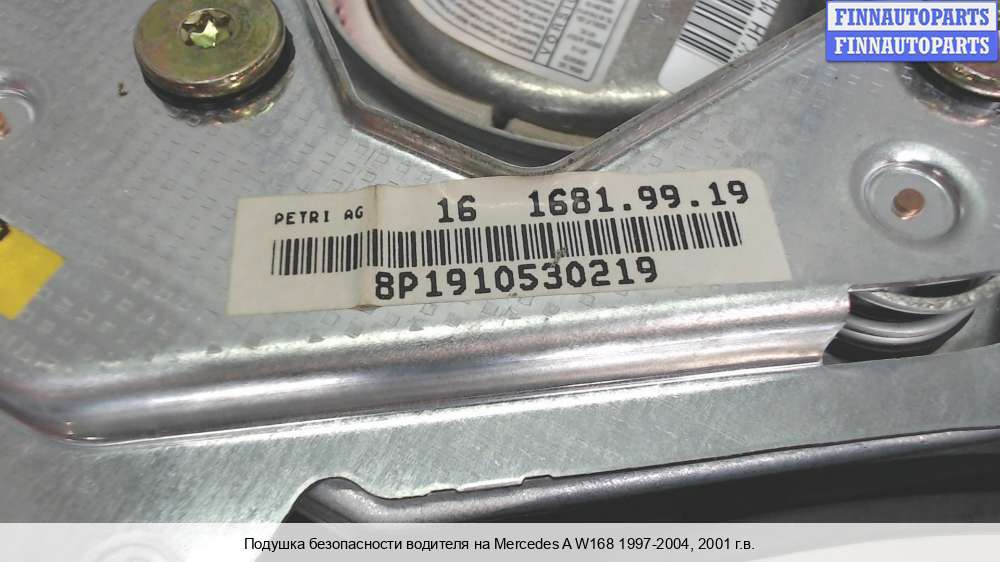 FINNAUTOPARTS
FINNAUTOPARTS
PETRI AG 16 1681.99.19
8P1910530219
Подушка безопасности водителя на Mercedes A W168 1997-2004, 2001 г.в.